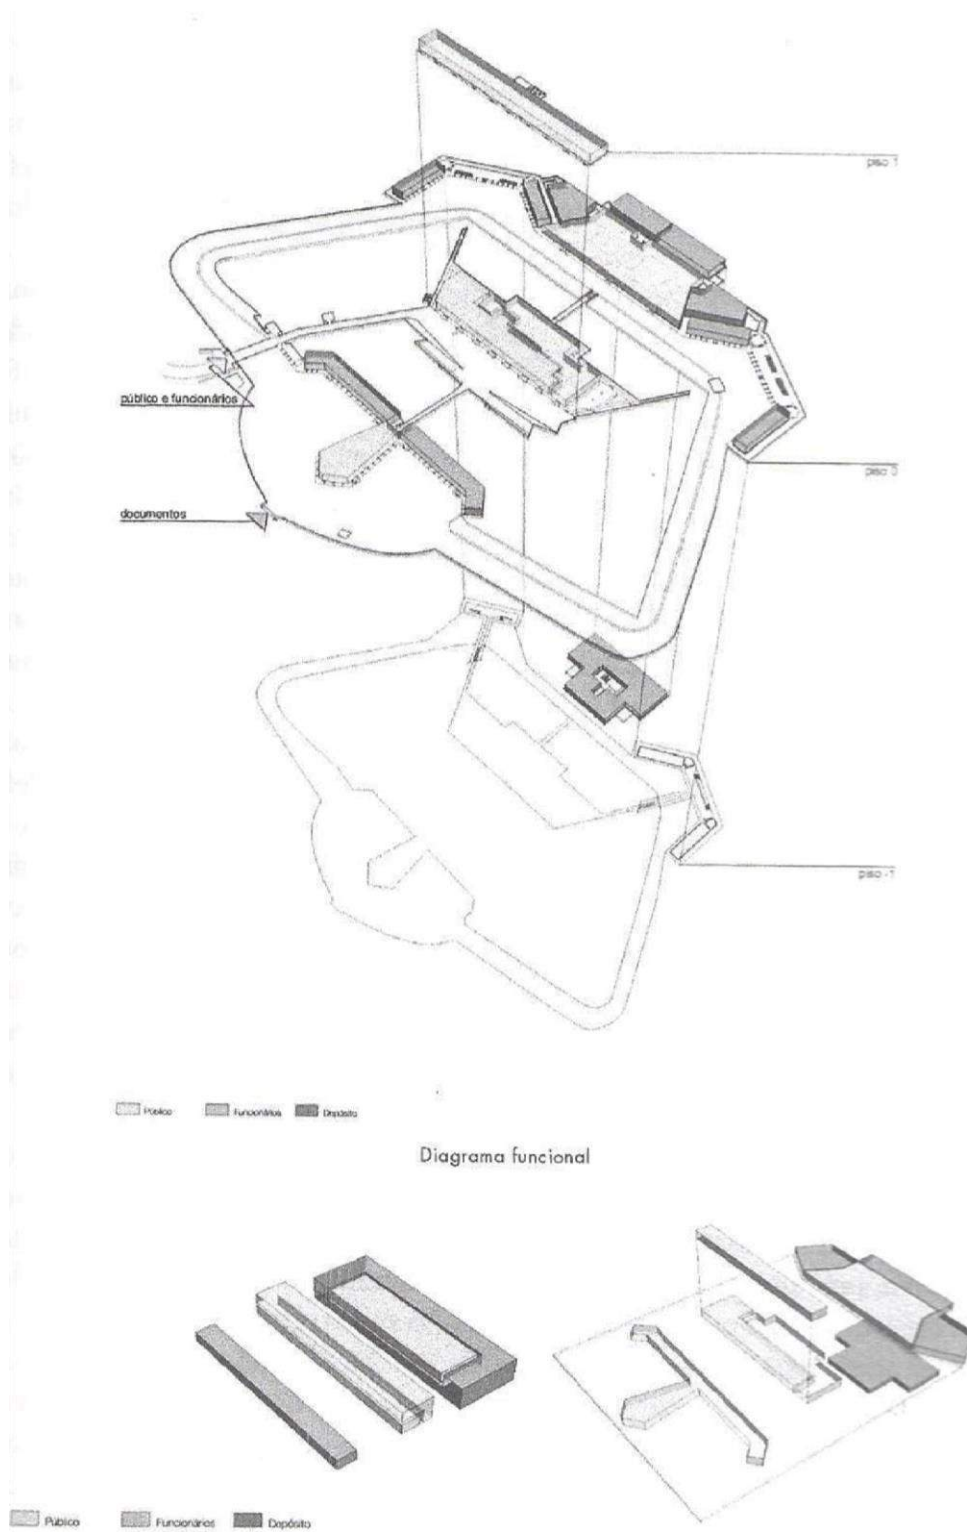 piso 1
público e funcionários
piso 0
documentos
piso -1
Público Funcionários Depósito
Diagrama funcional
Público Funcionários Depósito